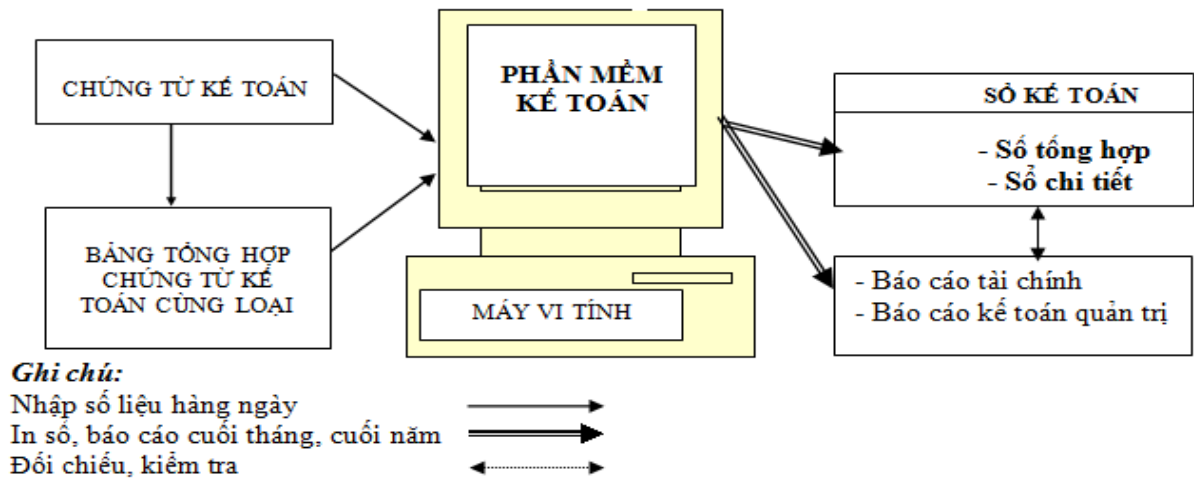 CHỨNG TỪ KẾ TOÁN
BẢNG TỔNG HỢP
CHỨNG TỪ KẾ
TOÁN CÙNG LOẠI
PHẦN MỀM
KẾ TOÁN
MÁY VI TÍNH
SỔ KẾ TOÁN
- Sổ tổng hợp
- Sổ chi tiết
- Báo cáo tài chính
- Báo cáo kế toán quản trị
Ghi chú:
Nhập số liệu hàng ngày
In sổ, báo cáo cuối tháng, cuối năm
Đối chiếu, kiểm tra